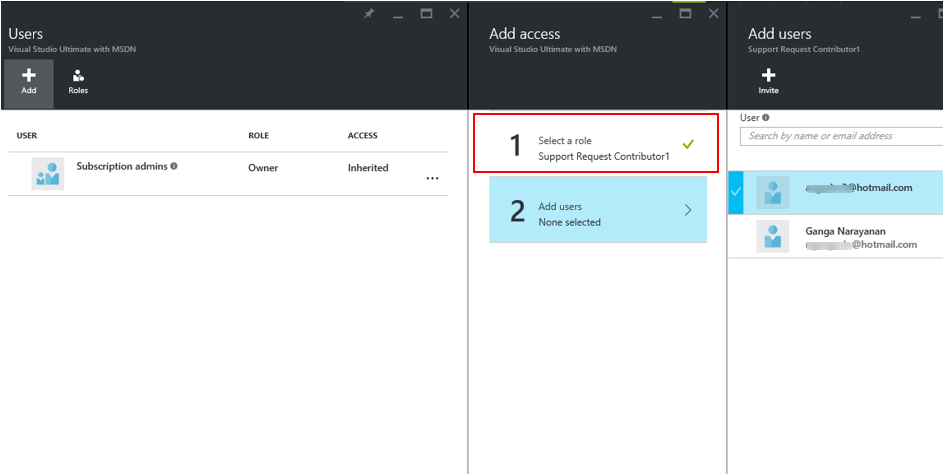 Users
Visual Studio Ultimate with MSDN
Add
Roles
USER ROLE ACCESS
Subscription admins Owner Inherited
...
Add access
Visual Studio Ultimate with MSDN
1
Select a role
Support Request Contributor1
2
Add users
None selected
Add users
Support Request Contributor1
Invite
User
Search by name or email address
@hotmail.com
Ganga Narayanan
@hotmail.com